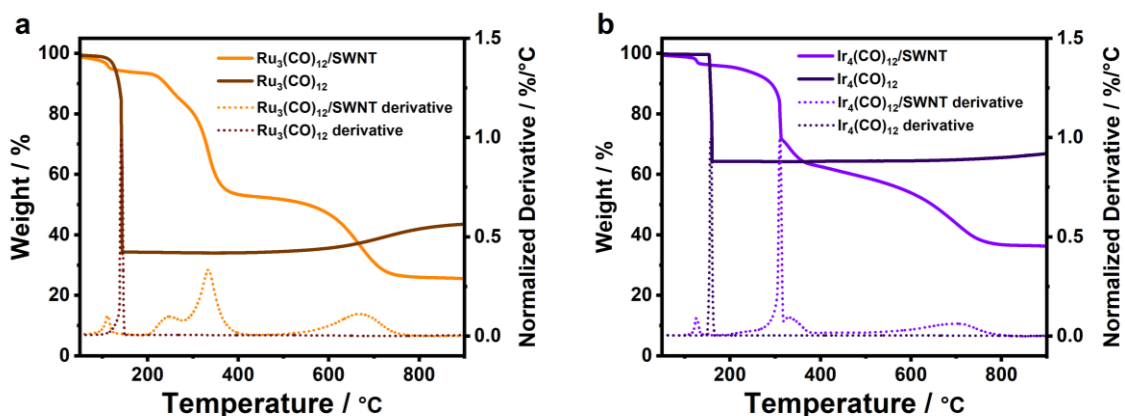 a
Weight / %
100
80
60
40
20
0
Ru₃(CO)₁₂/SWNT
Ru₃(CO)₁₂
Ru₃(CO)₁₂/SWNT derivative
Ru₃(CO)₁₂ derivative
1.5
1.0
0.5
0.0
Normalized Derivative / %/°C
200 400 600 800
Temperature / °C
b
Weight / %
100
80
60
40
20
0
Ir₄(CO)₁₂/SWNT
Ir₄(CO)₁₂
Ir₄(CO)₁₂/SWNT derivative
Ir₄(CO)₁₂ derivative
1.5
1.0
0.5
0.0
Normalized Derivative / %/°C
200 400 600 800
Temperature / °C